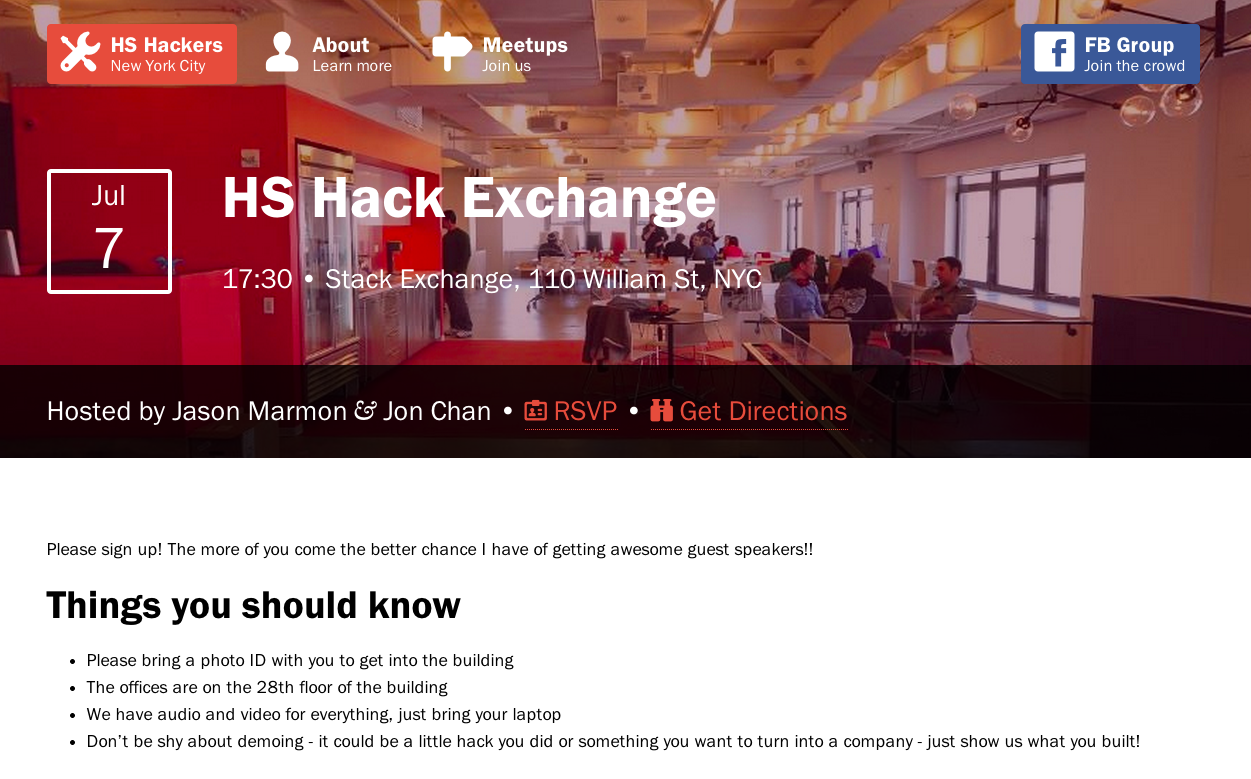 HS Hackers
New York City
About
Learn more
Meetups
Join us
FB Group
Join the crowd
Jul
7
HS Hack Exchange
17:30 • Stack Exchange, 110 William St, NYC
Hosted by Jason Marmon & Jon Chan • RSVP • Get Directions
Please sign up! The more of you come the better chance I have of getting awesome guest speakers!!
Things you should know
• Please bring a photo ID with you to get into the building
• The offices are on the 28th floor of the building
• We have audio and video for everything, just bring your laptop
• Don’t be shy about demoing - it could be a little hack you did or something you want to turn into a company - just show us what you built!